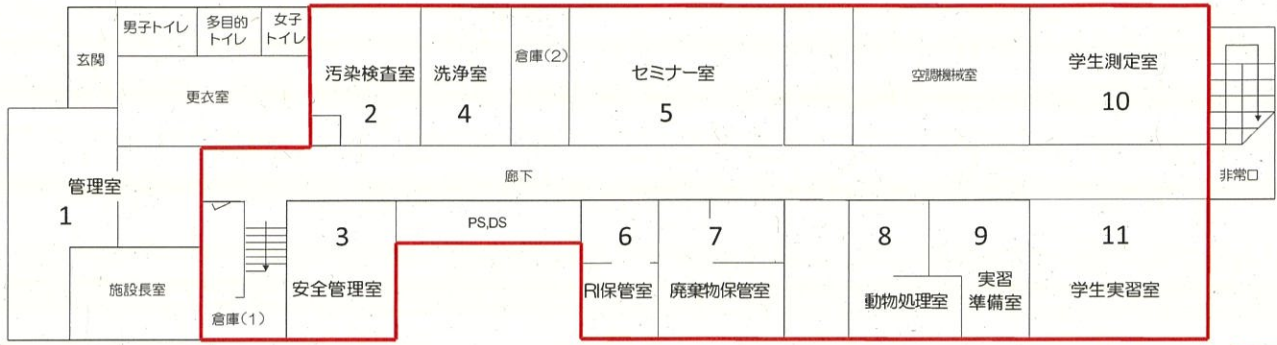 男子トイレ
多目的
トイレ
女子
トイレ
玄関
更衣室
汚染検査室
2
洗浄室
4
倉庫(2)
セミナー室
5
空調機械室
学生測定室
10
管理室
1
廊下
非常口
施設長室
倉庫(1)
3
安全管理室
PS,DS
6
RI保管室
7
廃棄物保管室
8
動物処理室
9
実習
準備室
11
学生実習室